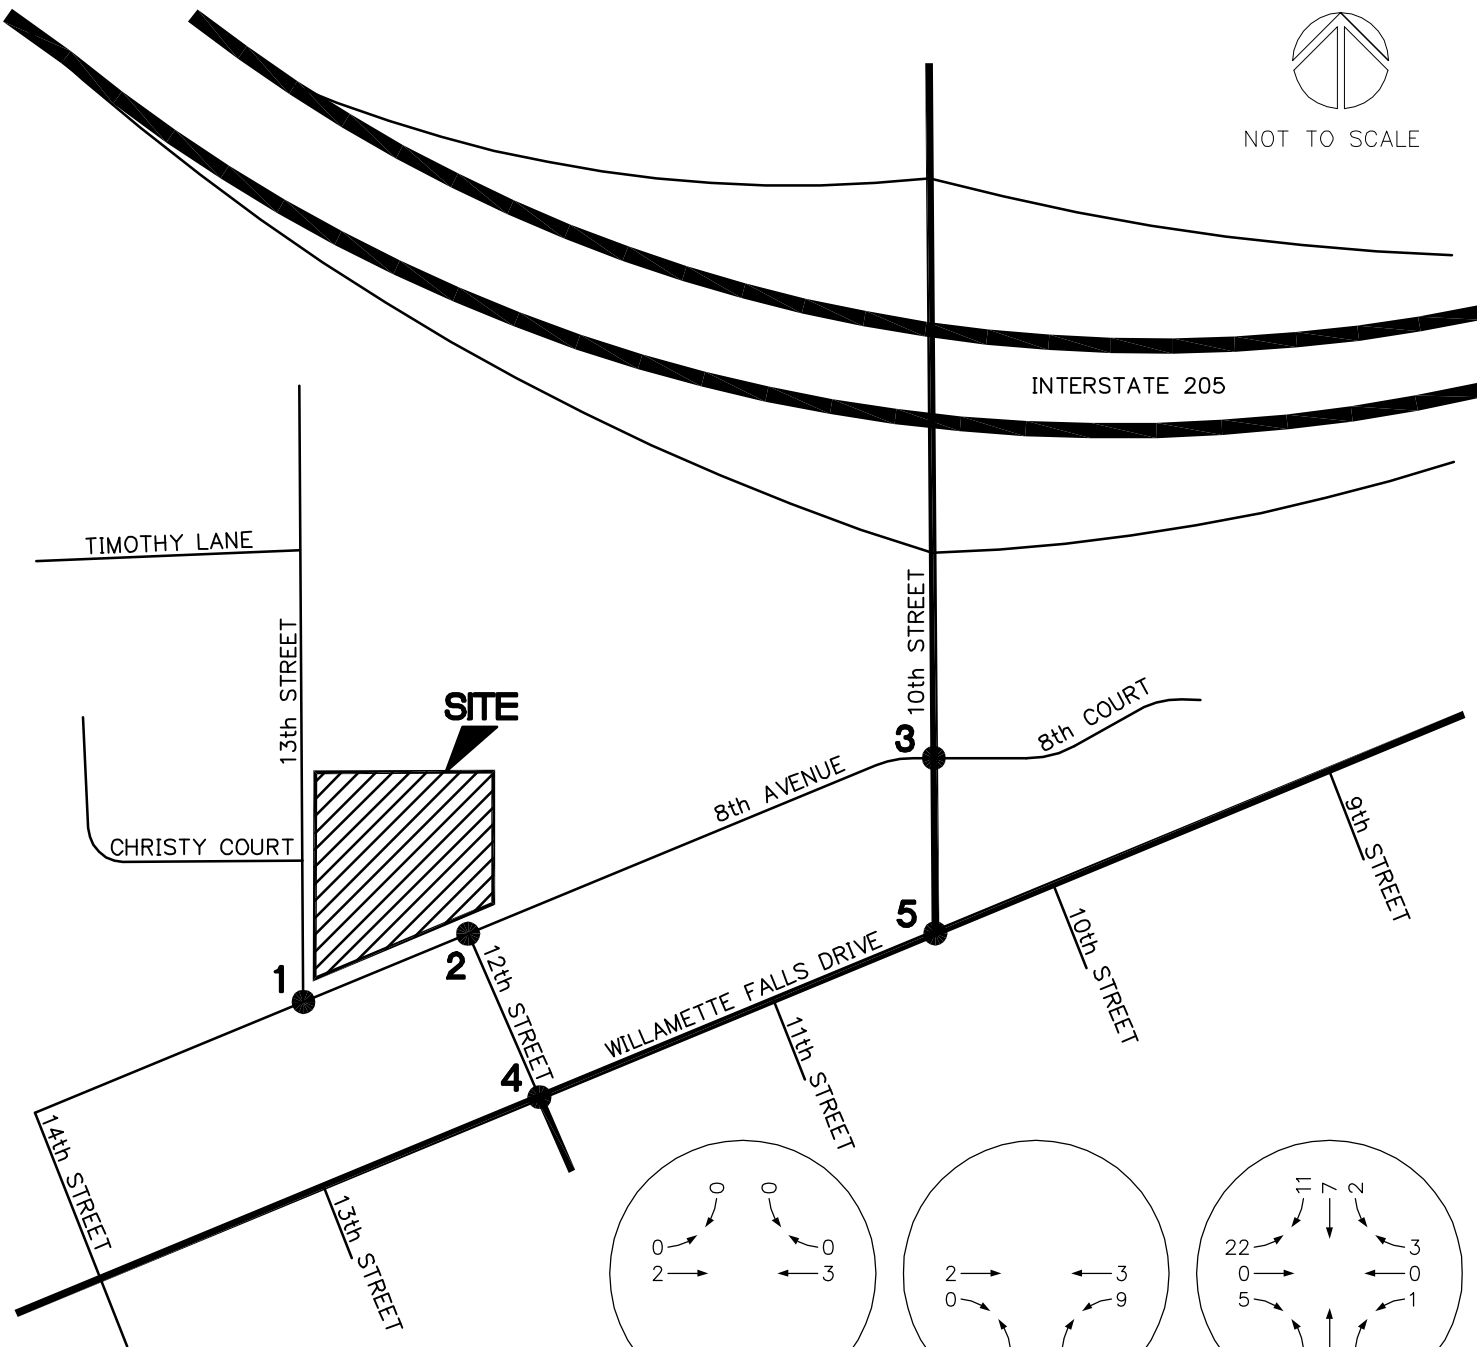 NOT TO SCALE
INTERSTATE 205
TIMOTHY LANE
10th STREET
13th STREET
SITE
8th COURT
3
8th AVENUE
9th STREET
CHRISTY COURT
5
10th STREET
WILLAMETTE FALLS DRIVE
2
12th STREET
1
11th STREET
4
14th STREET
13th STREET
0 0
0 0
2 3
2 3
0 9
11 7 2
22 3
0 0
5 1